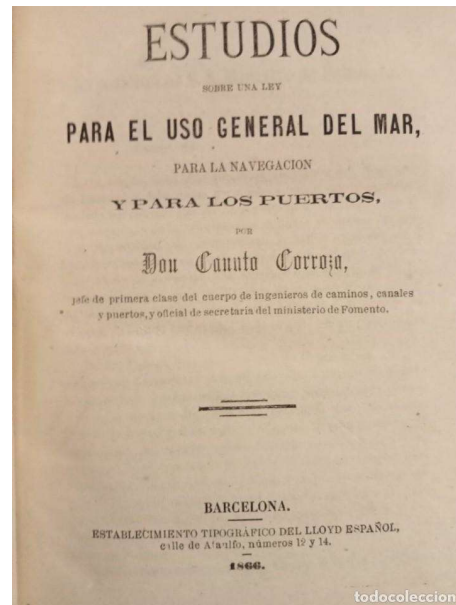 ESTUDIOS
SOBRE UNA LEY
PARA EL USO GENERAL DEL MAR,
PARA LA NAVEGACION
Y PARA LOS PUERTOS,
POR
Don Canuto Corroza,
jefe de primera clase del cuerpo de ingenieros de caminos, canales
y puertos, y oficial de secretaria del ministerio de Fomento.
BARCELONA.
ESTABLECIMIENTO TIPOGRÁFICO DEL LLOYD ESPAÑOL,
calle de Ataulfo, números 12 y 14.
1866.
todocoleccion